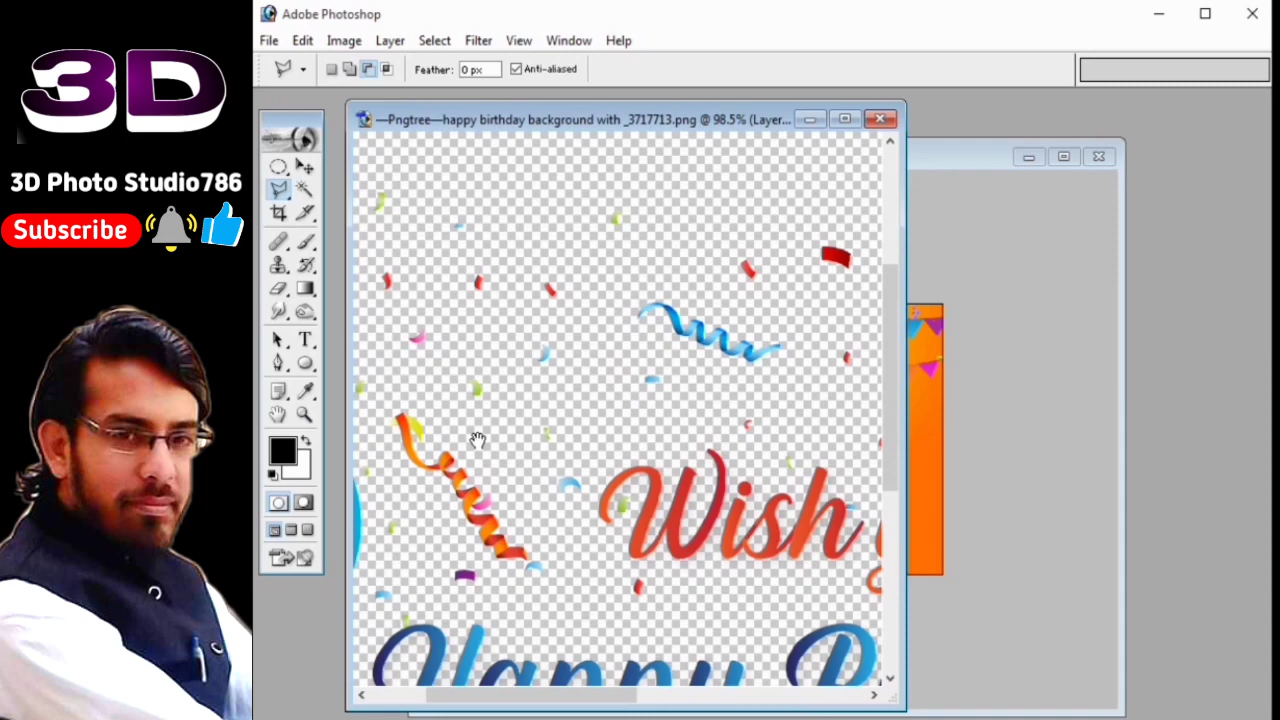 Adobe Photoshop
File Edit Image Layer Select Filter View Window Help
Feather: 0 px Anti-aliased
3D
3D Photo Studio786
Subscribe
—Pngtree—happy birthday background with _3717713.png @ 98.5% (Layer...
T
Wish
Happy B